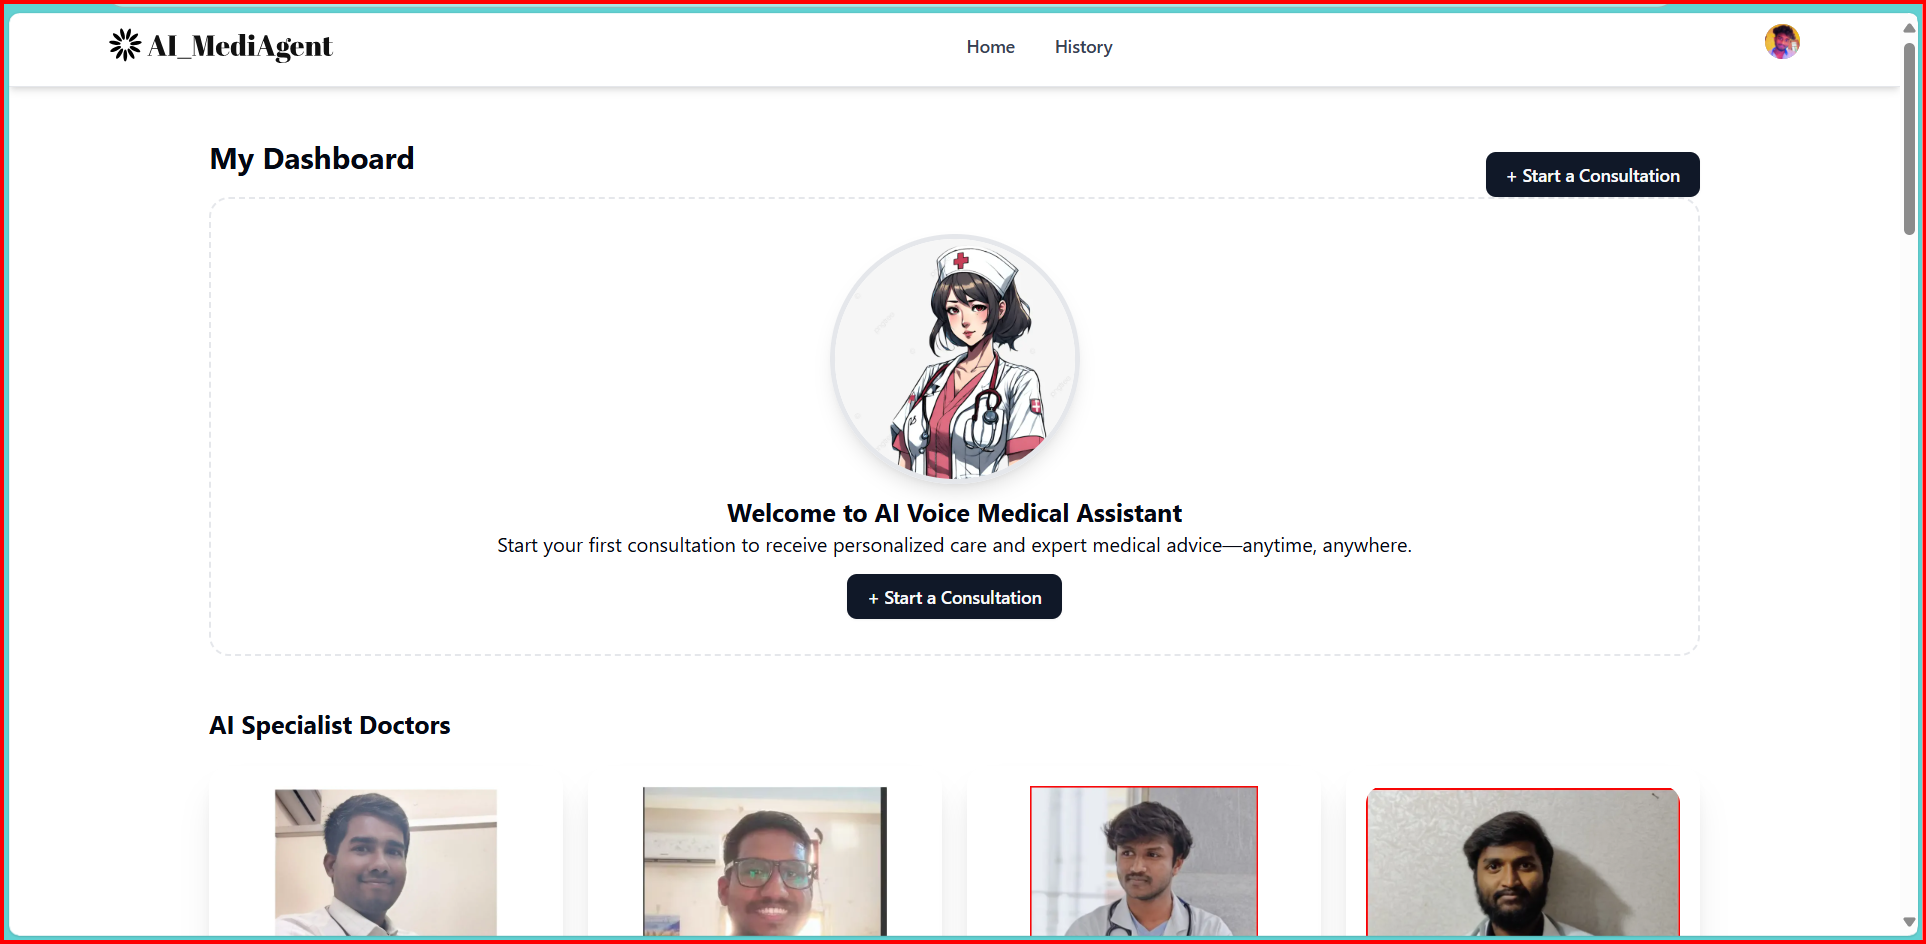 AI_MediAgent
Home
History
My Dashboard
+ Start a Consultation
Welcome to AI Voice Medical Assistant
Start your first consultation to receive personalized care and expert medical advice—anytime, anywhere.
+ Start a Consultation
AI Specialist Doctors